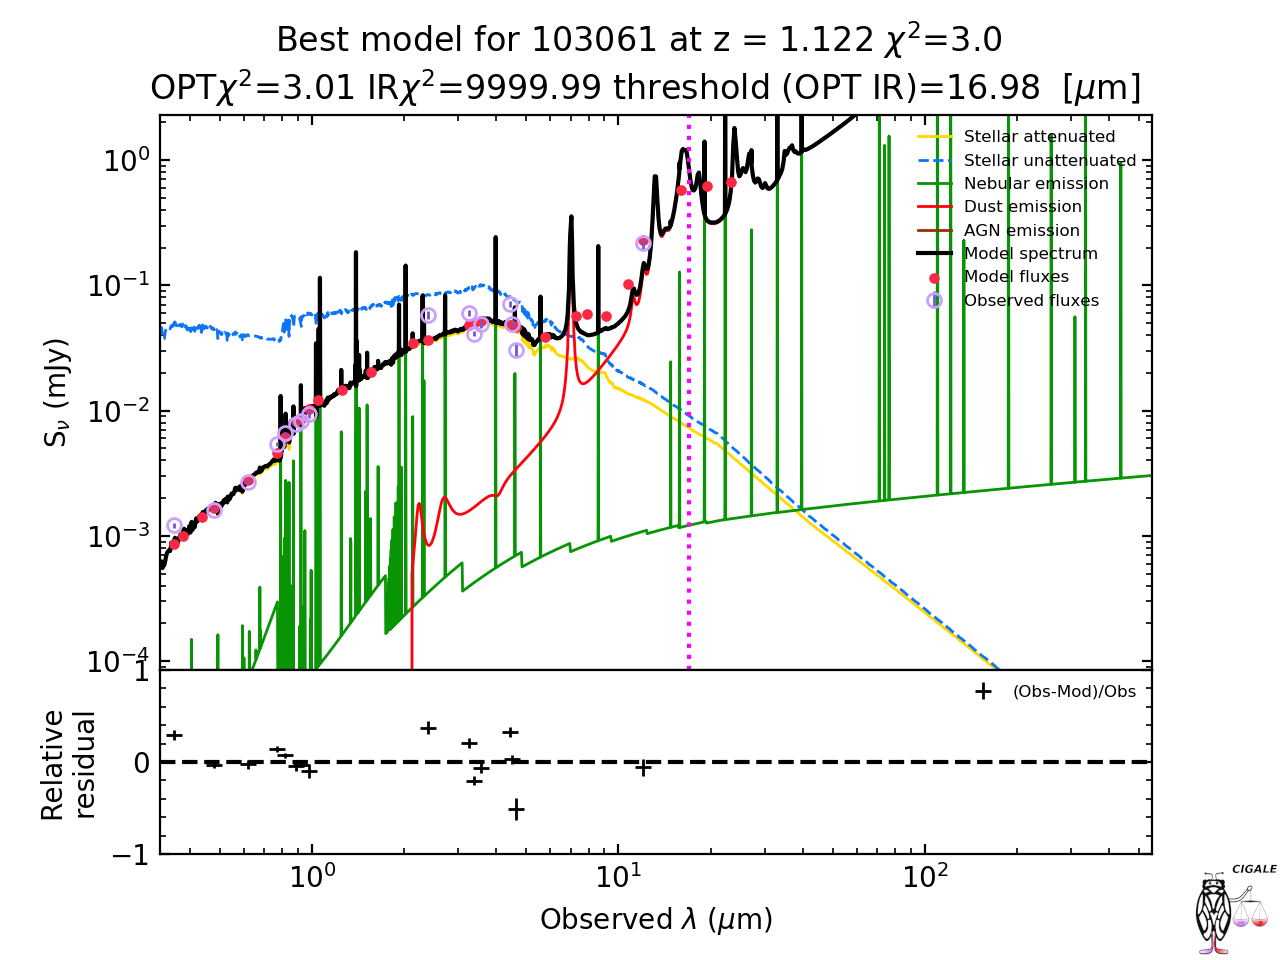 Best model for 103061 at z = 1.122 χ²=3.0
OPTχ²=3.01 IRχ²=9999.99 threshold (OPT IR)=16.98 [μm]
Stellar attenuated
Stellar unattenuated
Nebular emission
Dust emission
AGN emission
Model spectrum
Model fluxes
Observed fluxes
10⁰
10⁻¹
10⁻²
10⁻³
10⁻⁴
S_ν (mJy)
1
0
−1
Relative
residual
(Obs-Mod)/Obs
10⁰ 10¹ 10²
Observed λ (μm)
CIGALE